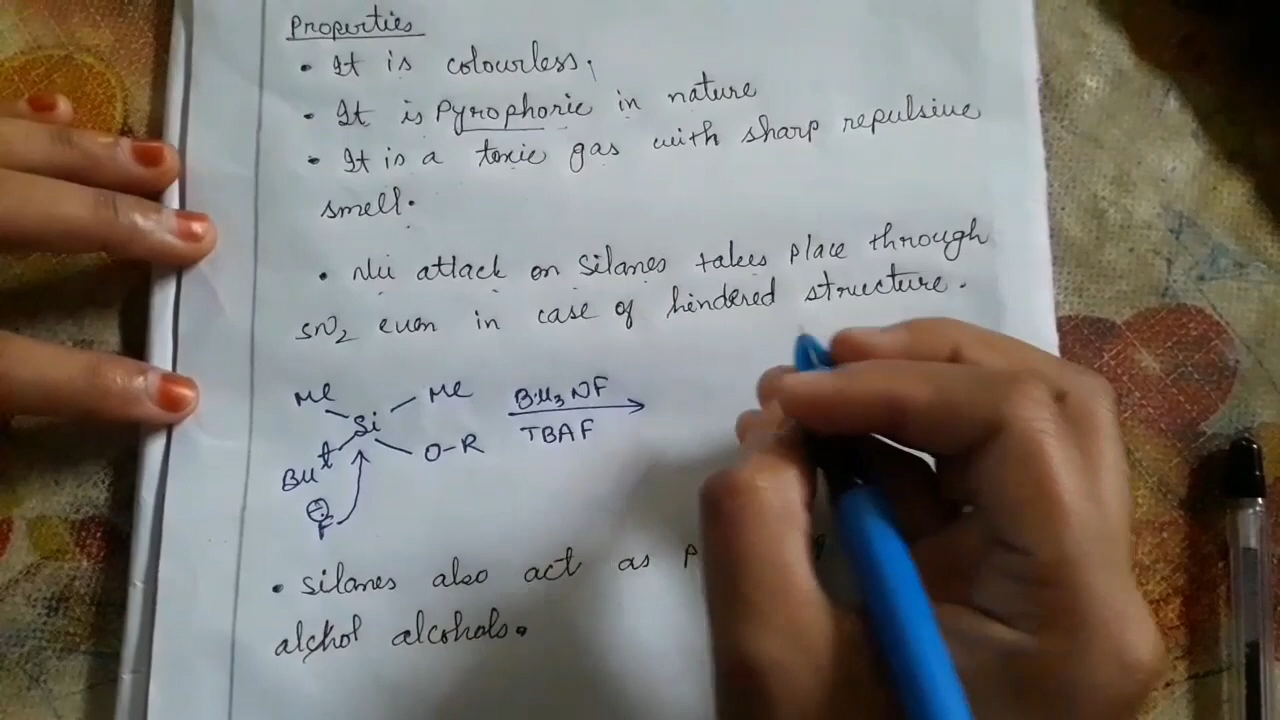 Properties
• It is colourless.
• It is Pyrophoric in nature
• It is a toxic gas with sharp repulsive
smell.
• Nu attack on Silanes takes place through
SN2 even in case of hindered structure.
Me Me
Si
But O-R
F
Bu3NF
TBAF
• Silanes also act as
alchol alcohols.